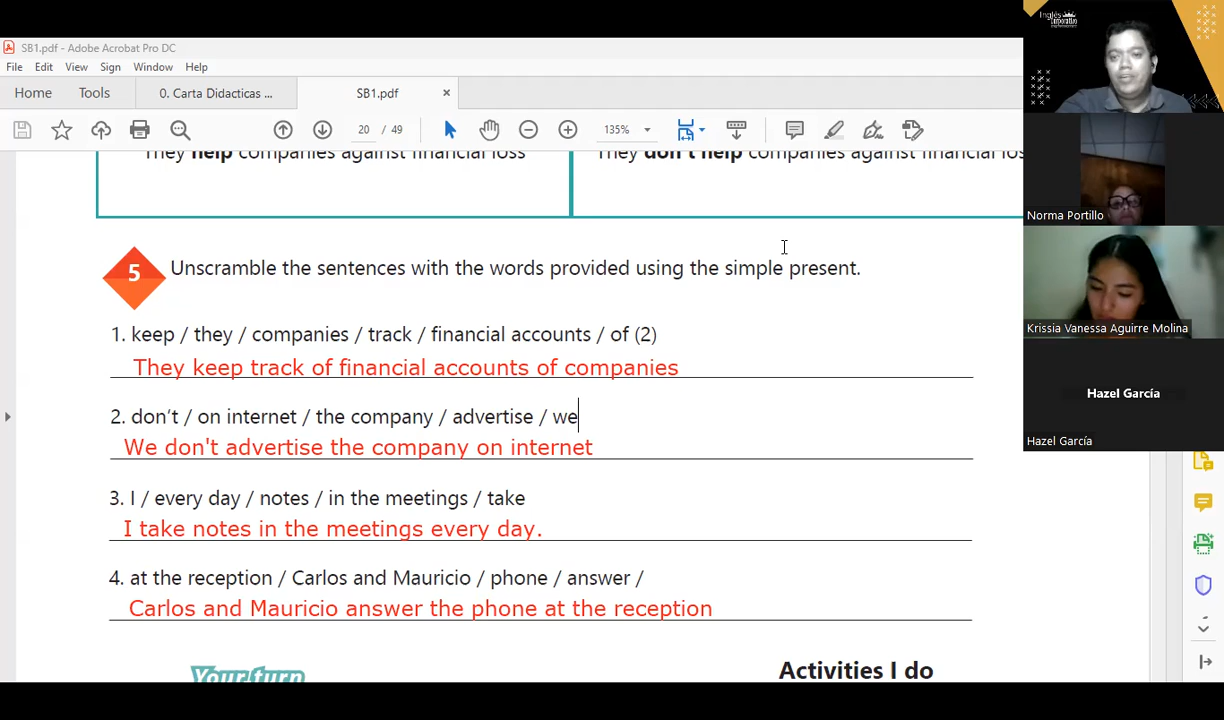 Inglés
Corporativo
SB1.pdf - Adobe Acrobat Pro DC
File Edit View Sign Window Help
Home Tools 0. Carta Didacticas ... SB1.pdf ×
20 / 49 135%
They help companies against financial loss They don't help companies against financial los
Norma Portillo
5 Unscramble the sentences with the words provided using the simple present.
1. keep / they / companies / track / financial accounts / of (2)
Krissia Vanessa Aguirre Molina
They keep track of financial accounts of companies
Hazel García
2. don't / on internet / the company / advertise / we
Hazel García
We don't advertise the company on internet
3. I / every day / notes / in the meetings / take
I take notes in the meetings every day.
4. at the reception / Carlos and Mauricio / phone / answer /
Carlos and Mauricio answer the phone at the reception
Your turn
Activities I do